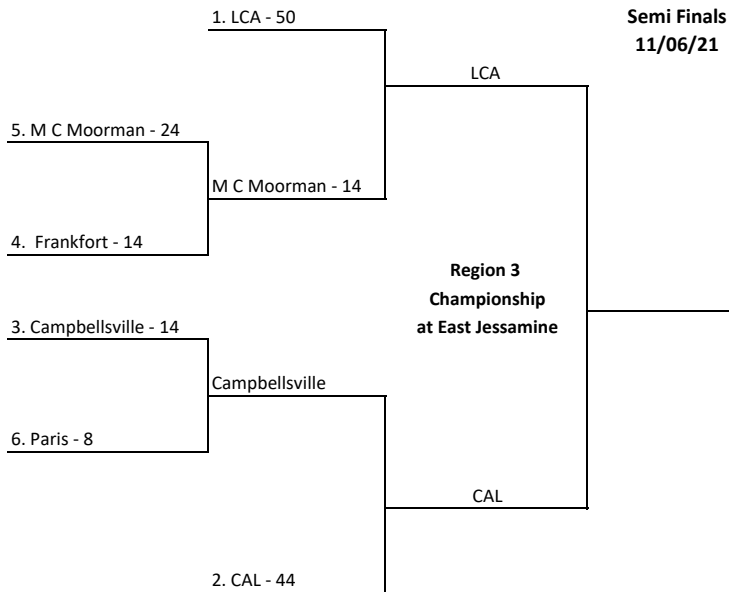 1. LCA - 50
Semi Finals
11/06/21
LCA
5. M C Moorman - 24
M C Moorman - 14
4. Frankfort - 14
Region 3
Championship
at East Jessamine
3. Campbellsville - 14
Campbellsville
6. Paris - 8
CAL
2. CAL - 44